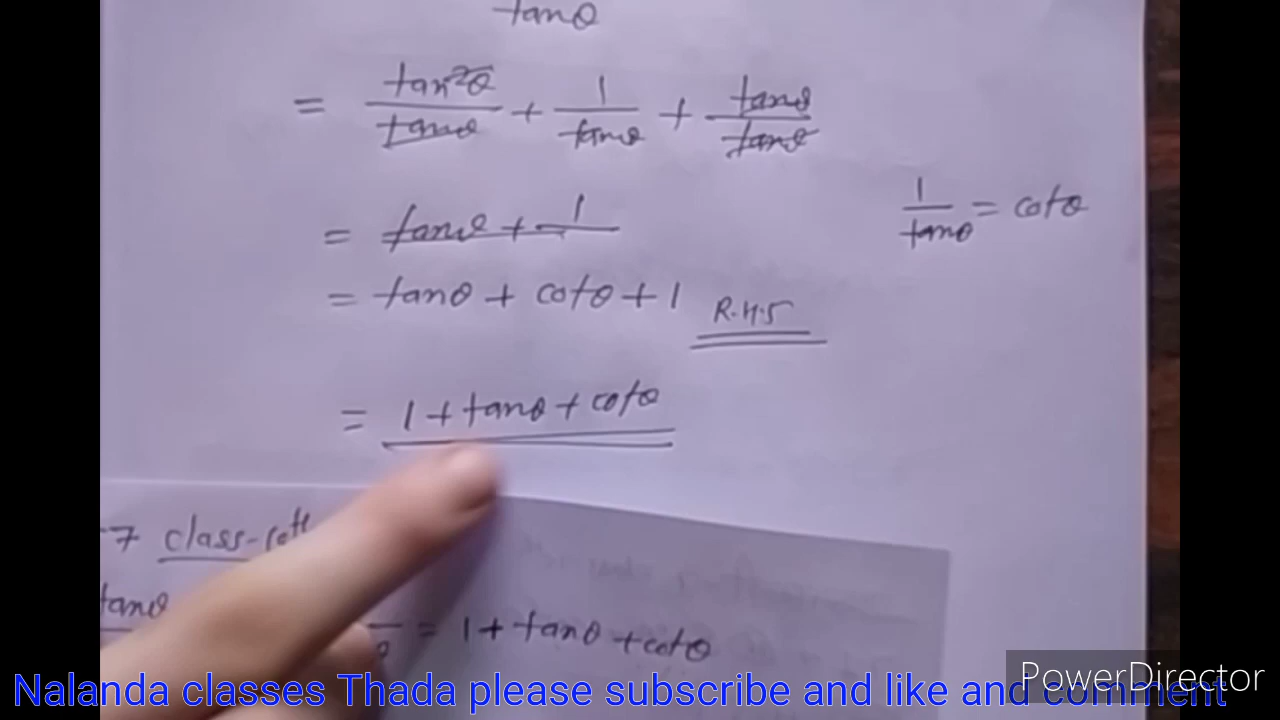 tanθ
= tan²θ/tanθ + 1/tanθ + tanθ/tanθ
1/tanθ = cotθ
= tanθ + 1/
= tanθ + cotθ + 1 R.H.S
= 1 + tanθ + cotθ
7 class-
tanθ
θ = 1 + tanθ + cotθ
PowerDirector
Nalanda classes Thada please subscribe and like and comment